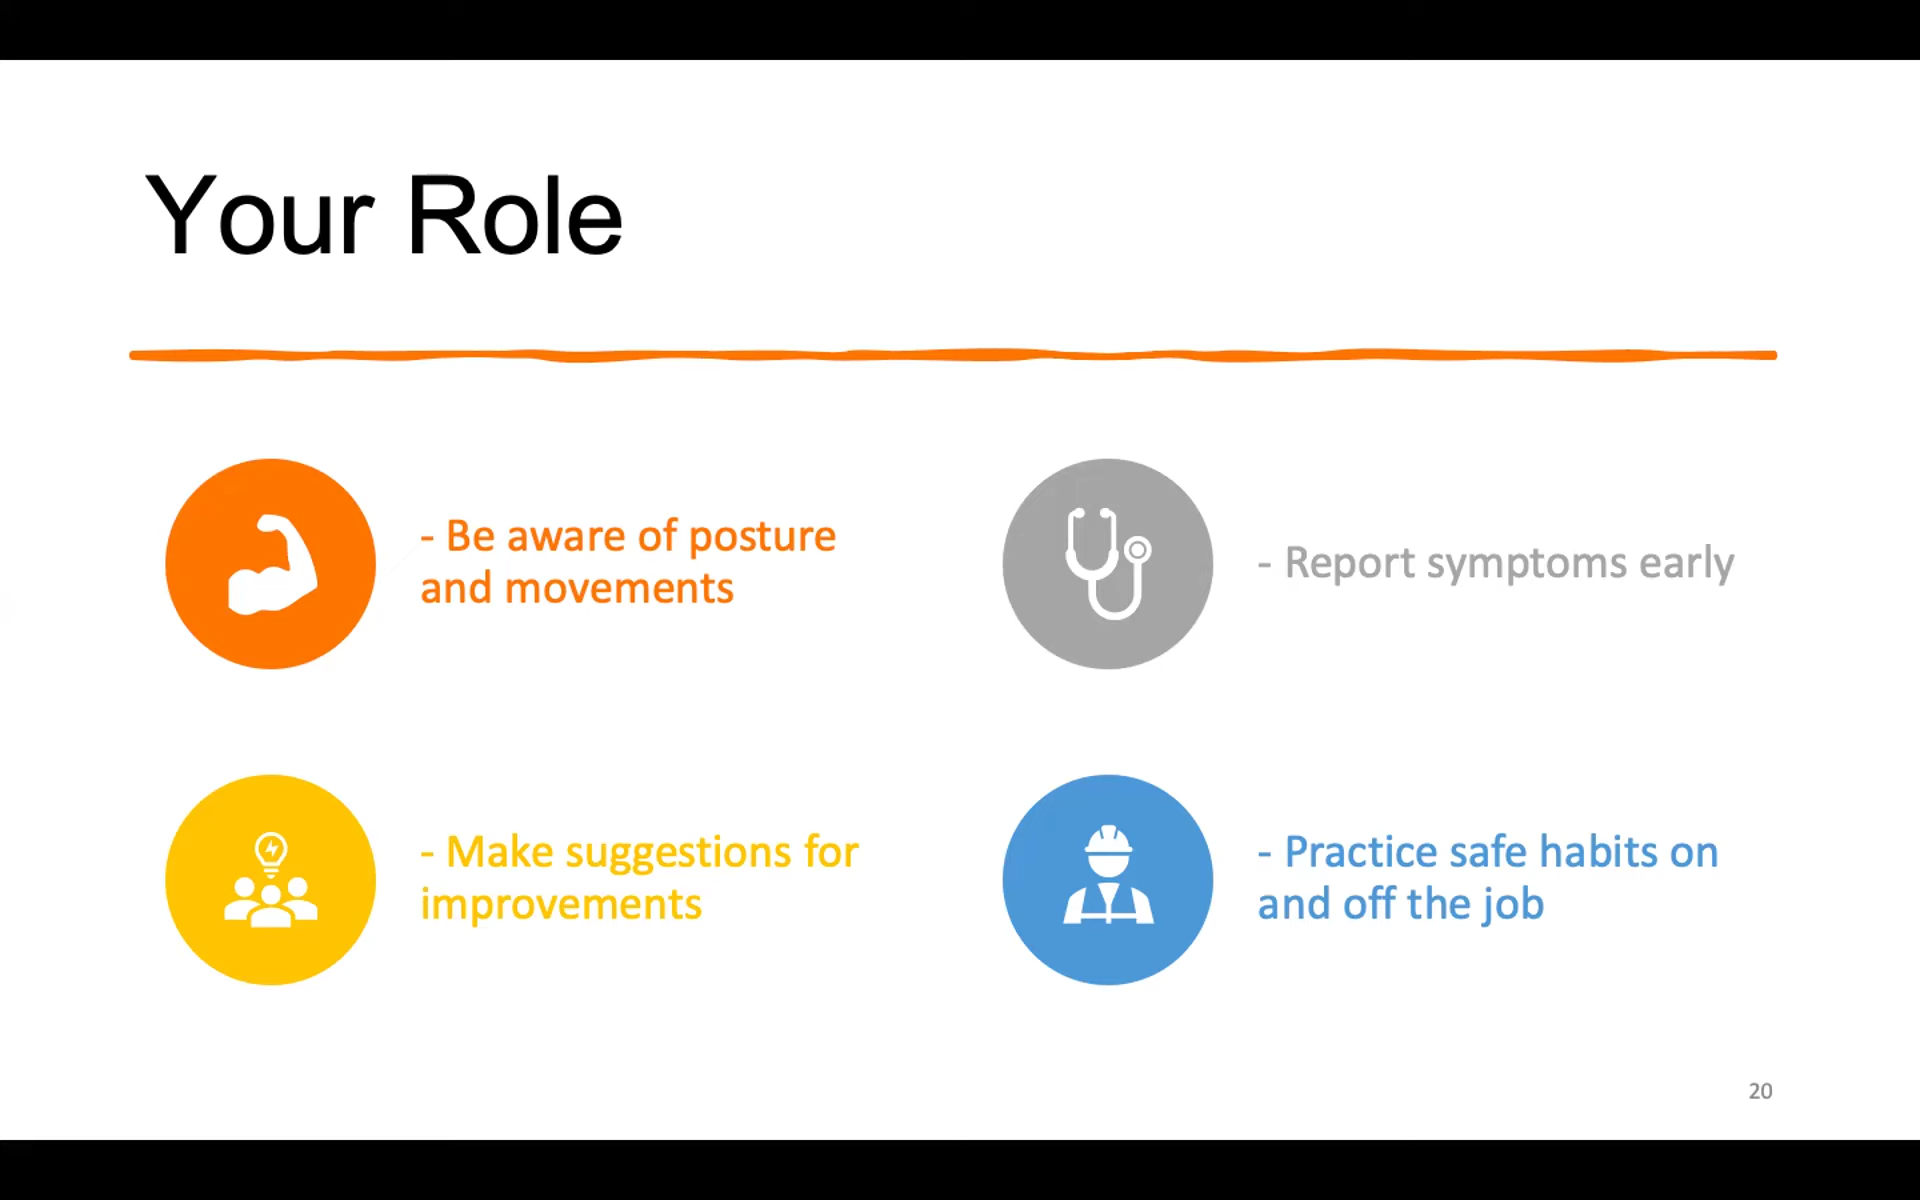 Your Role
- Be aware of posture
and movements
- Report symptoms early
- Make suggestions for
improvements
- Practice safe habits on
and off the job
20